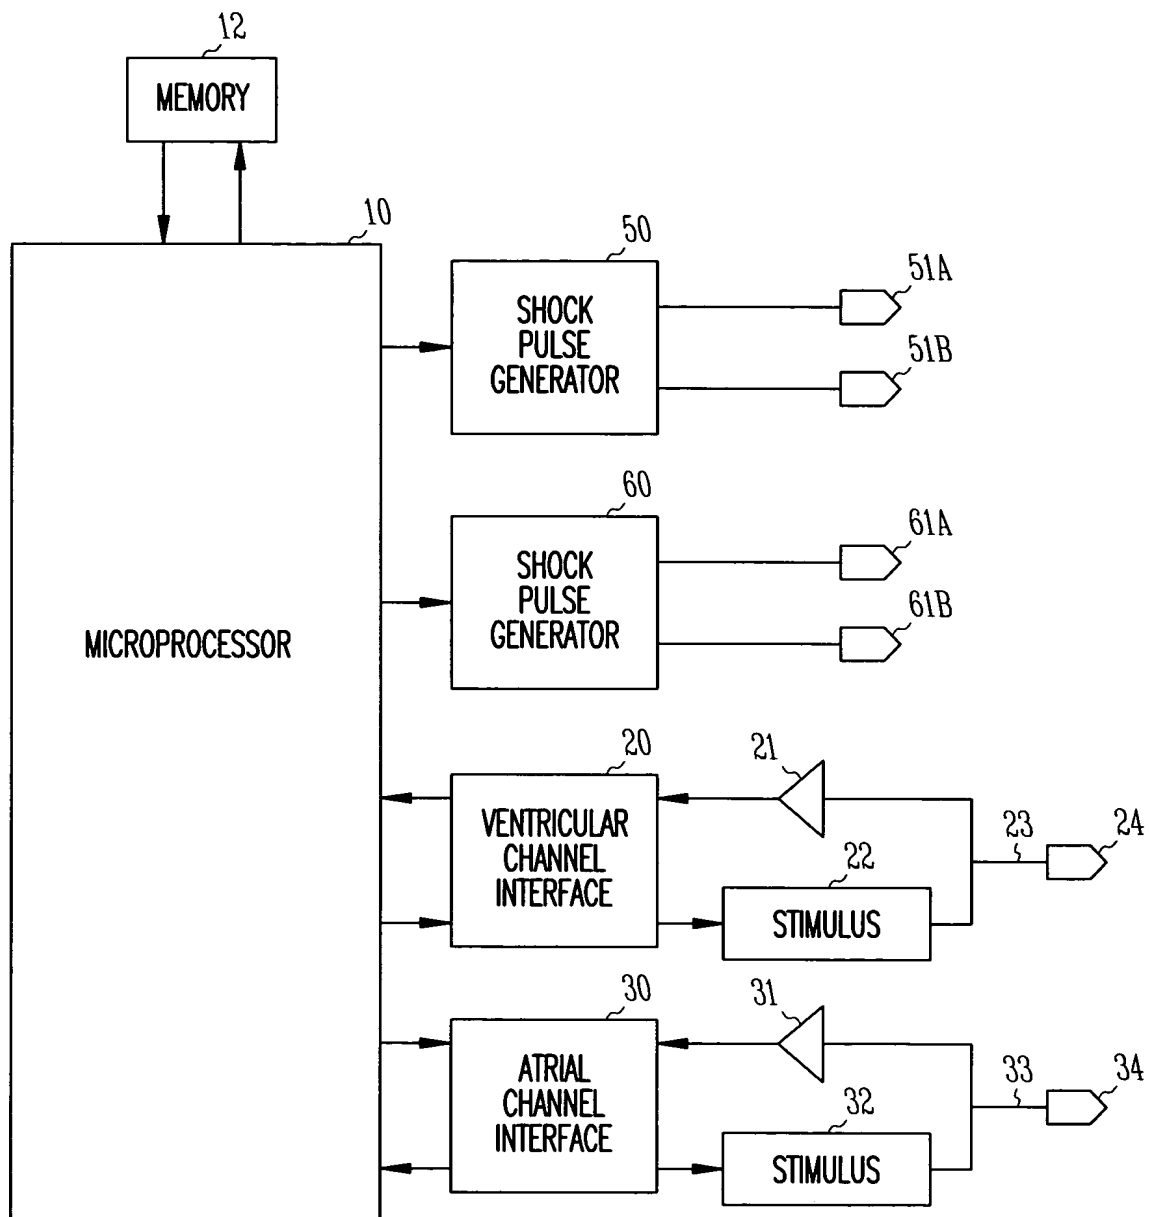 12
MEMORY
10
MICROPROCESSOR
50
SHOCK
PULSE
GENERATOR
51A
51B
60
SHOCK
PULSE
GENERATOR
61A
61B
20
VENTRICULAR
CHANNEL
INTERFACE
21
22
STIMULUS
23
24
30
ATRIAL
CHANNEL
INTERFACE
31
32
STIMULUS
33
34